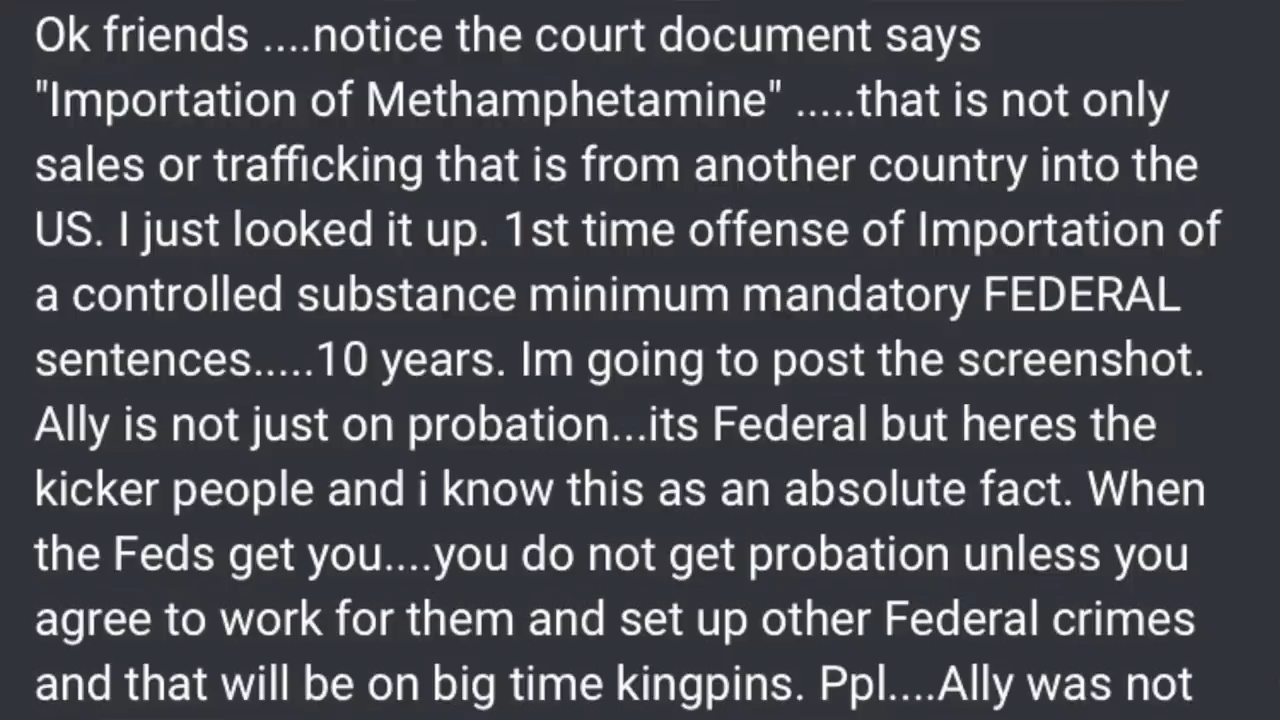 Ok friends ....notice the court document says
"Importation of Methamphetamine" .....that is not only
sales or trafficking that is from another country into the
US. I just looked it up. 1st time offense of Importation of
a controlled substance minimum mandatory FEDERAL
sentences.....10 years. Im going to post the screenshot.
Ally is not just on probation...its Federal but heres the
kicker people and i know this as an absolute fact. When
the Feds get you....you do not get probation unless you
agree to work for them and set up other Federal crimes
and that will be on big time kingpins. Ppl....Ally was not